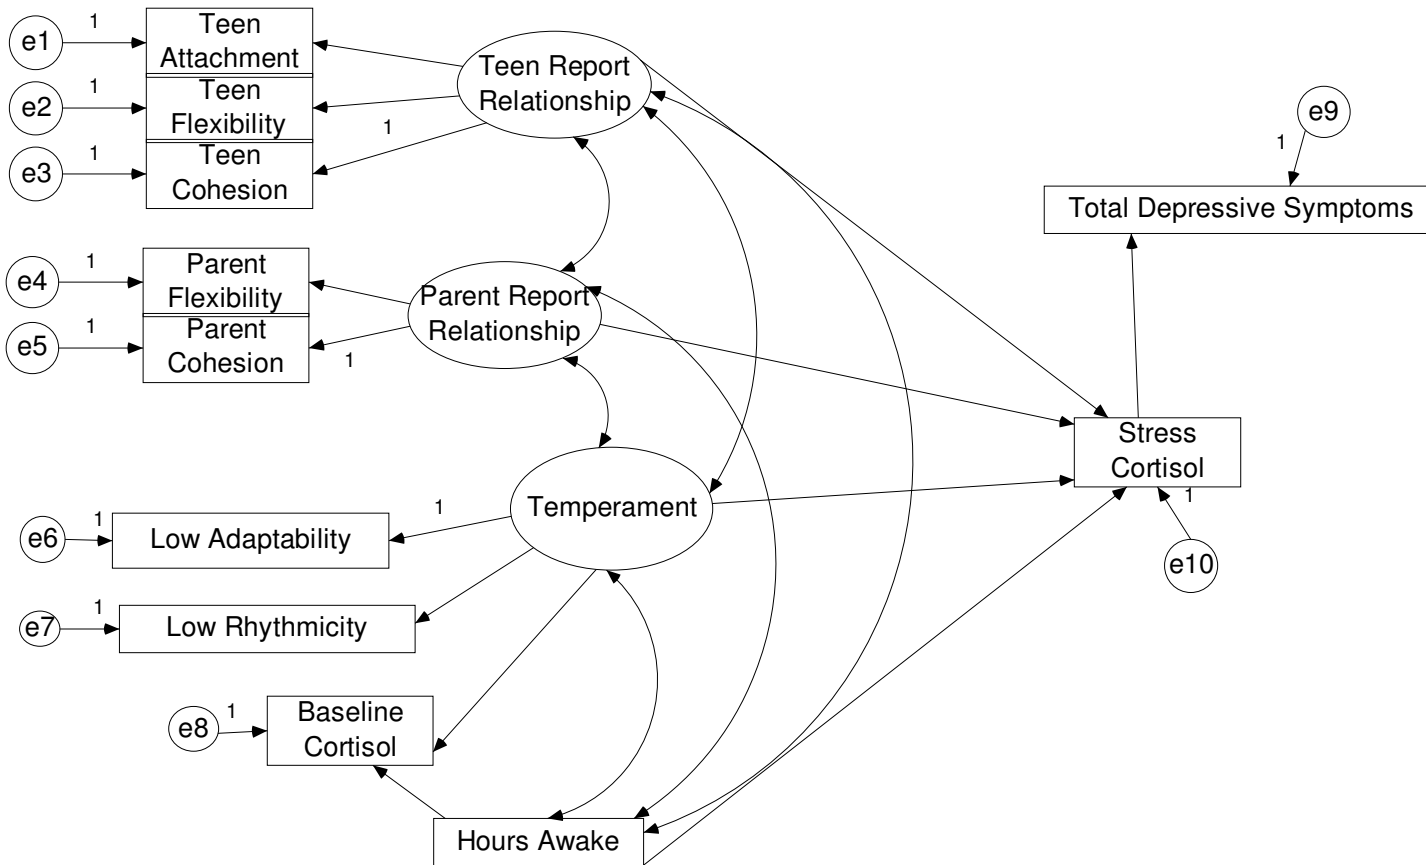 e1
1
Teen
Attachment
e2
1
Teen
Flexibility
e3
1
Teen
Cohesion
1
Teen Report
Relationship
e9
1
Total Depressive Symptoms
e4
1
Parent
Flexibility
e5
1
Parent
Cohesion
1
Parent Report
Relationship
Stress
Cortisol
1
e10
e6
1
Low Adaptability
1
Temperament
e7
1
Low Rhythmicity
e8
1
Baseline
Cortisol
Hours Awake